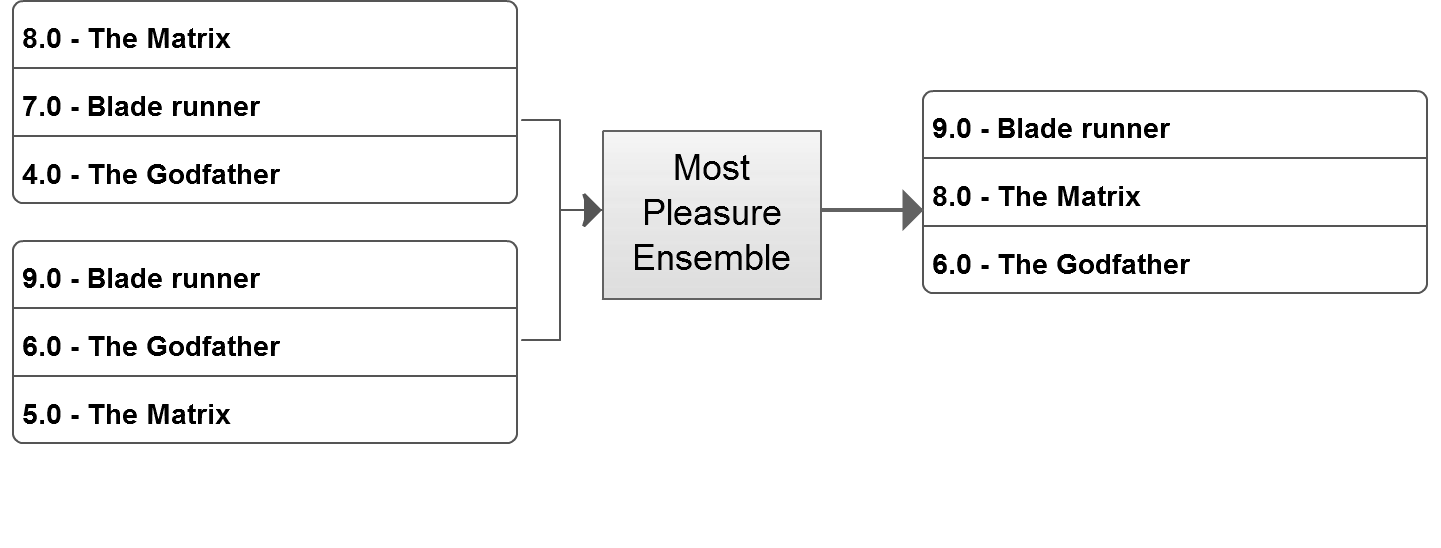 8.0 - The Matrix
7.0 - Blade runner
4.0 - The Godfather
9.0 - Blade runner
6.0 - The Godfather
5.0 - The Matrix
Most
Pleasure
Ensemble
9.0 - Blade runner
8.0 - The Matrix
6.0 - The Godfather